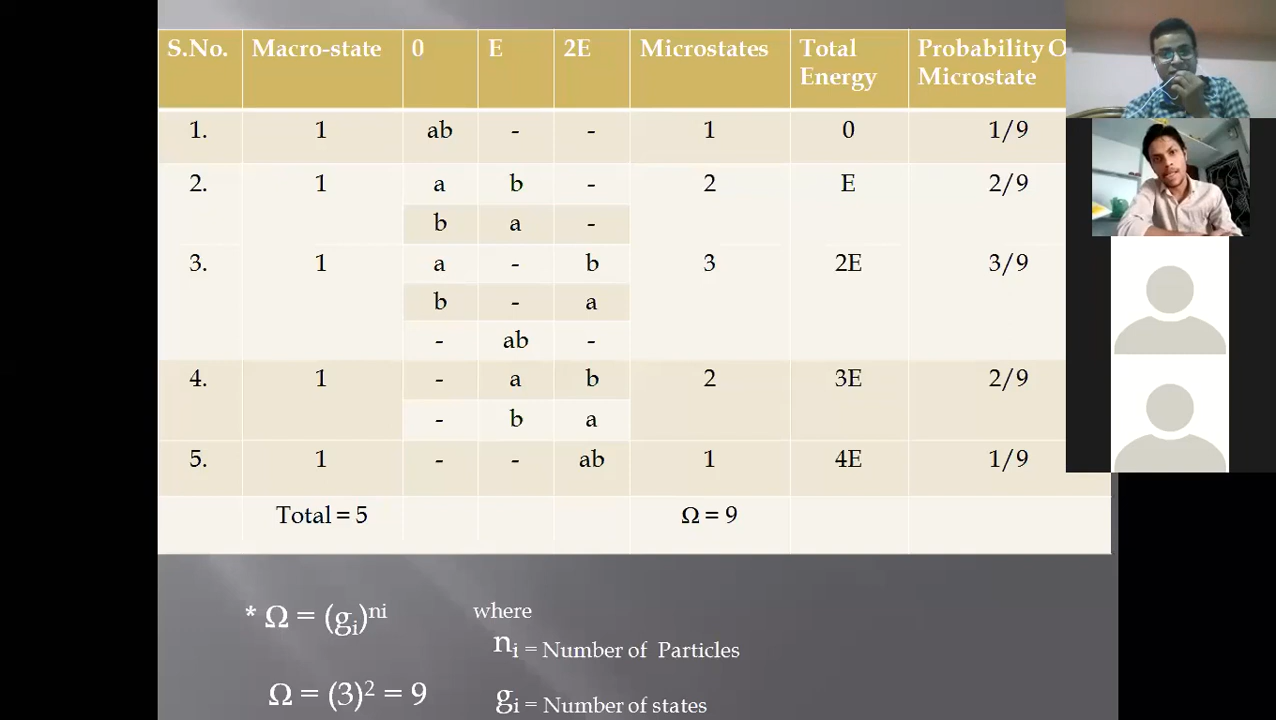 S.No. Macro-state 0 E 2E Microstates Total Energy Probability O Microstate
1. 1 ab - - 1 0 1/9
2. 1 a b - 2 E 2/9
b a -
3. 1 a - b 3 2E 3/9
b - a
- ab -
4. 1 - a b 2 3E 2/9
- b a
5. 1 - - ab 1 4E 1/9
Total = 5 Ω = 9
* Ω = (gᵢ)ⁿⁱ where
nᵢ = Number of Particles
Ω = (3)² = 9 gᵢ = Number of states